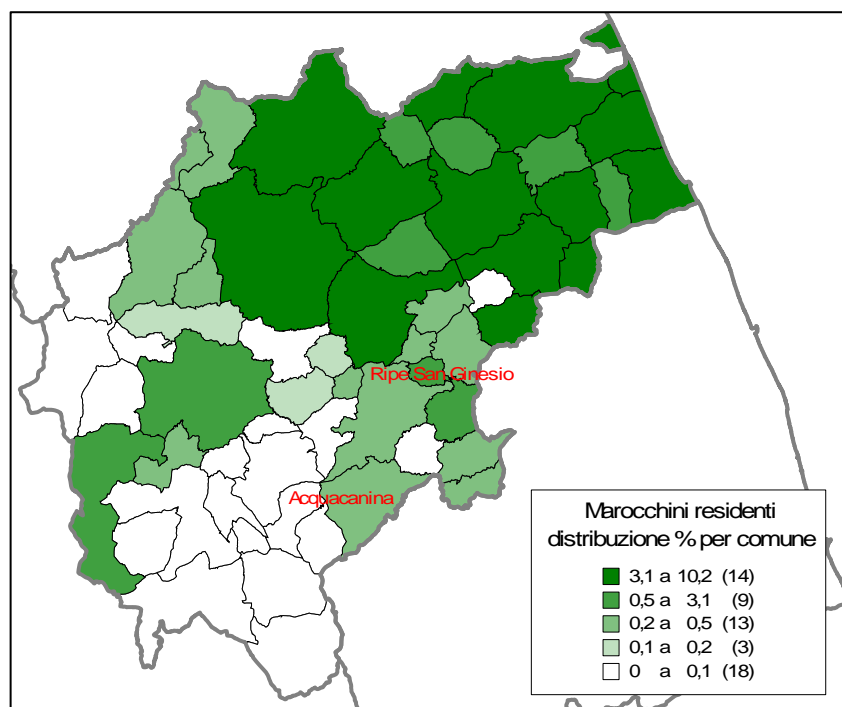 Ripe San Ginesio
Acquacanina
Marocchini residenti
distribuzione % per comune
3,1 a 10,2 (14)
0,5 a 3,1 (9)
0,2 a 0,5 (13)
0,1 a 0,2 (3)
0 a 0,1 (18)